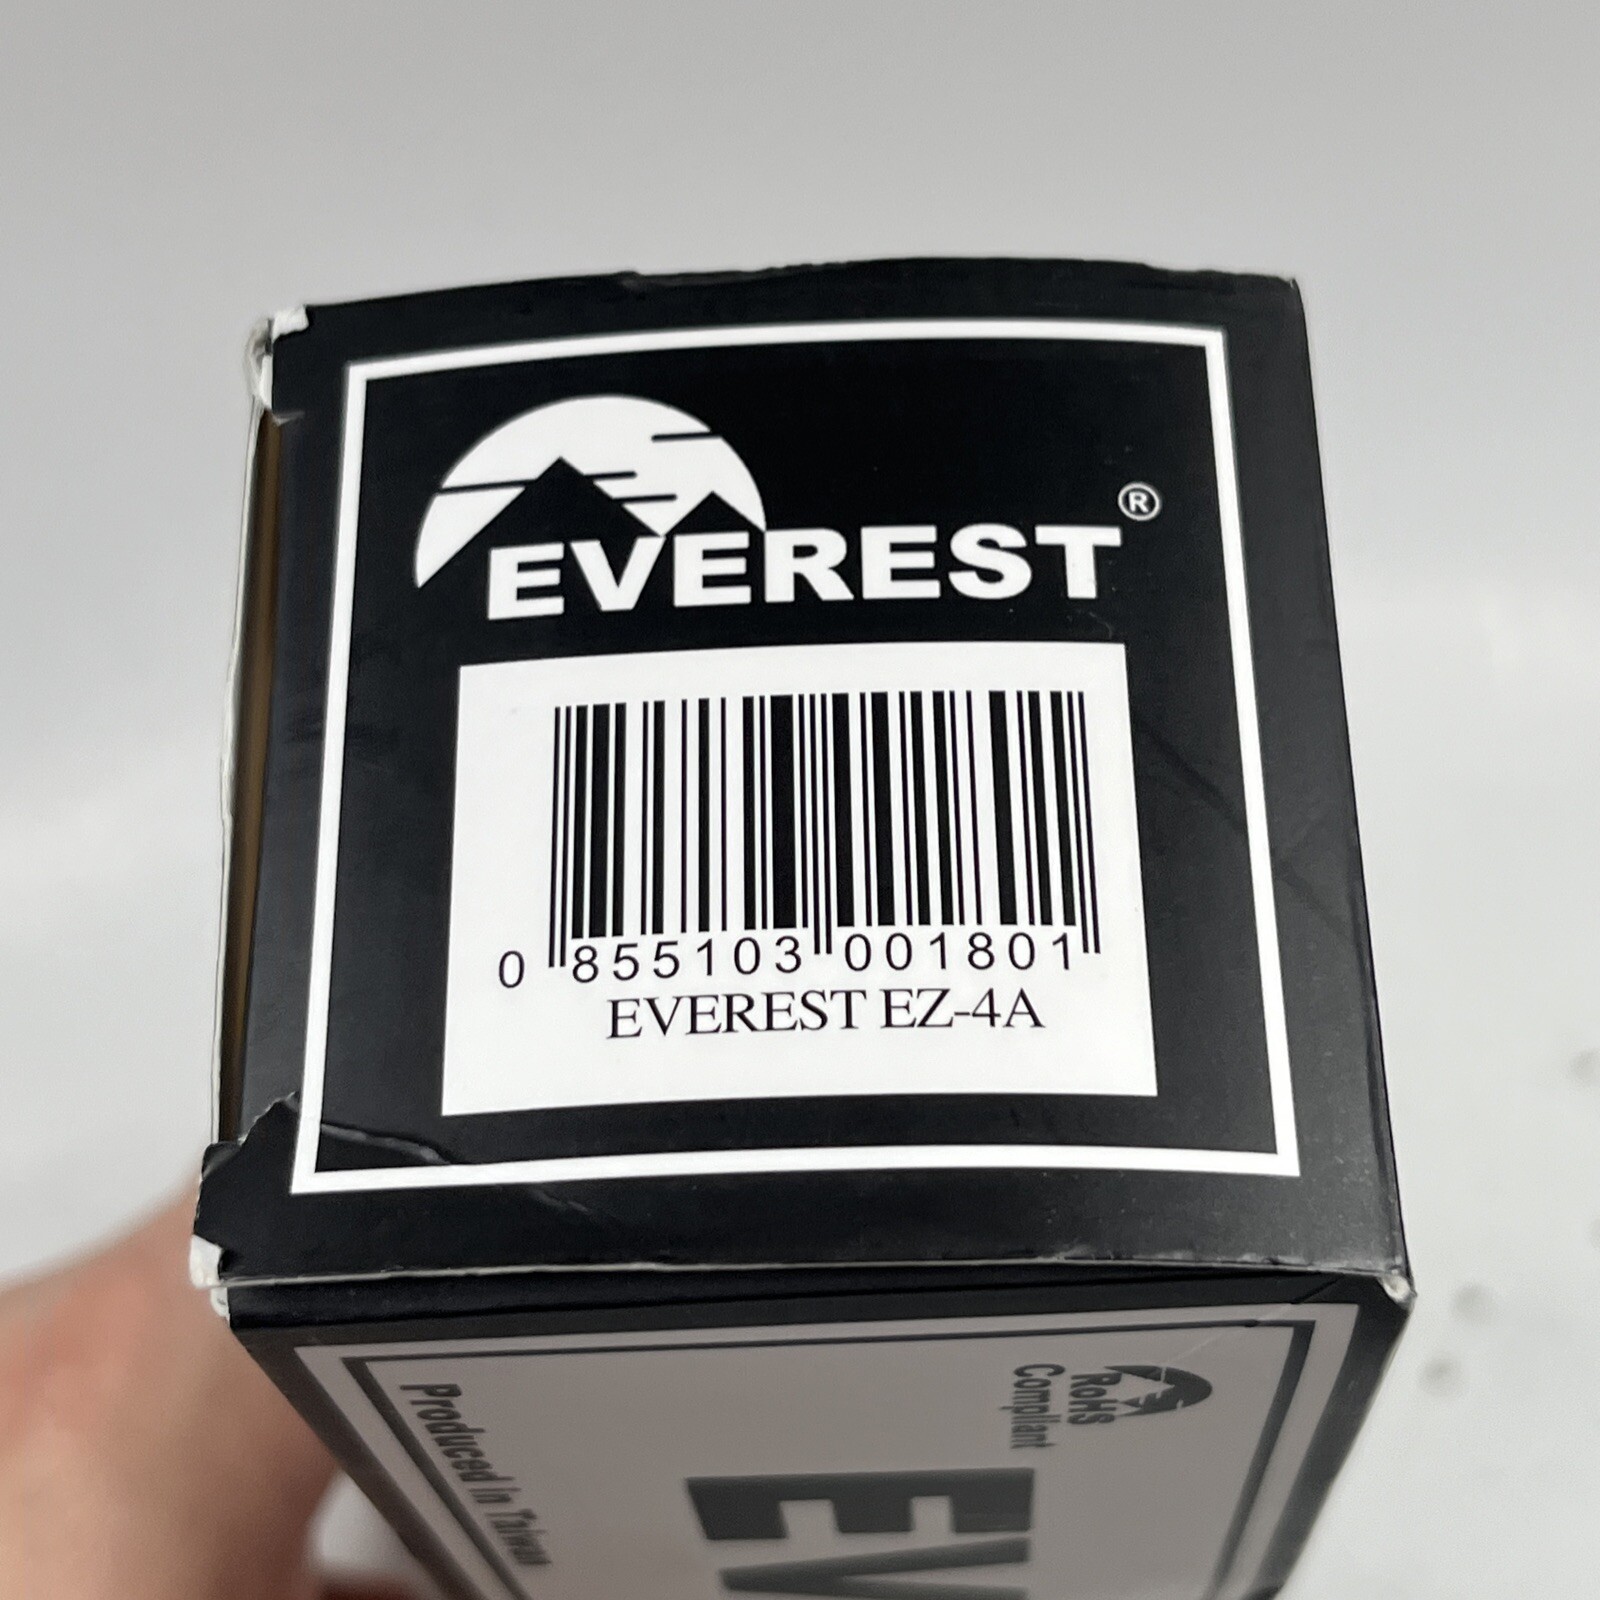 EVEREST®
0 855103 001801
EVEREST EZ-4A
RoHS
Compliant
Produced In Taiwan
EV